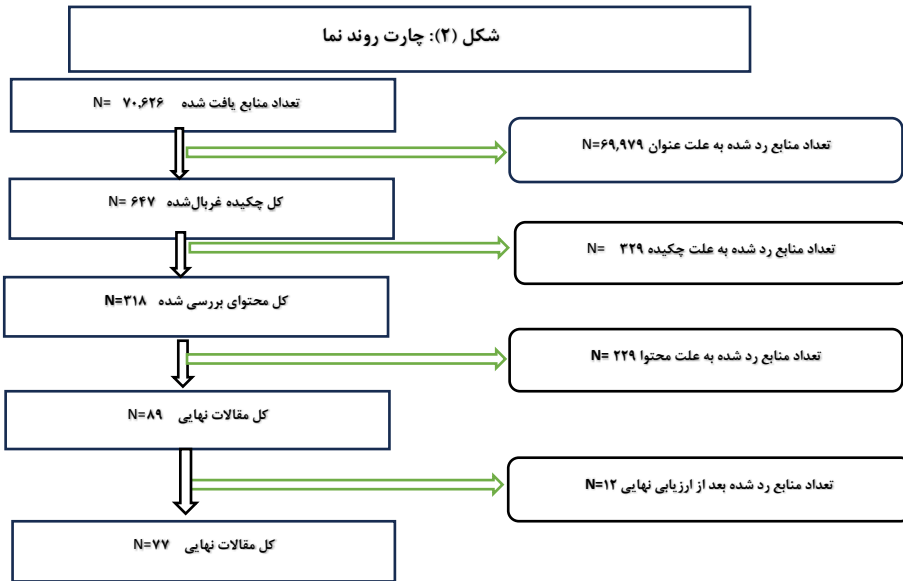 شکل (۲): چارت روند نما
تعداد منابع یافت شده N= ۷۰.۶۲۶
تعداد منابع رد شده به علت عنوان N=۶۹,۹۷۹
کل چکیده غربال‌شده N= ۶۴۷
تعداد منابع رد شده به علت چکیده N= ۳۲۹
کل محتوای بررسی شده N=۳۱۸
تعداد منابع رد شده به علت محتوا N= ۲۲۹
کل مقالات نهایی N=۸۹
تعداد منابع رد شده بعد از ارزیابی نهایی N=۱۲
کل مقالات نهایی N=۷۷